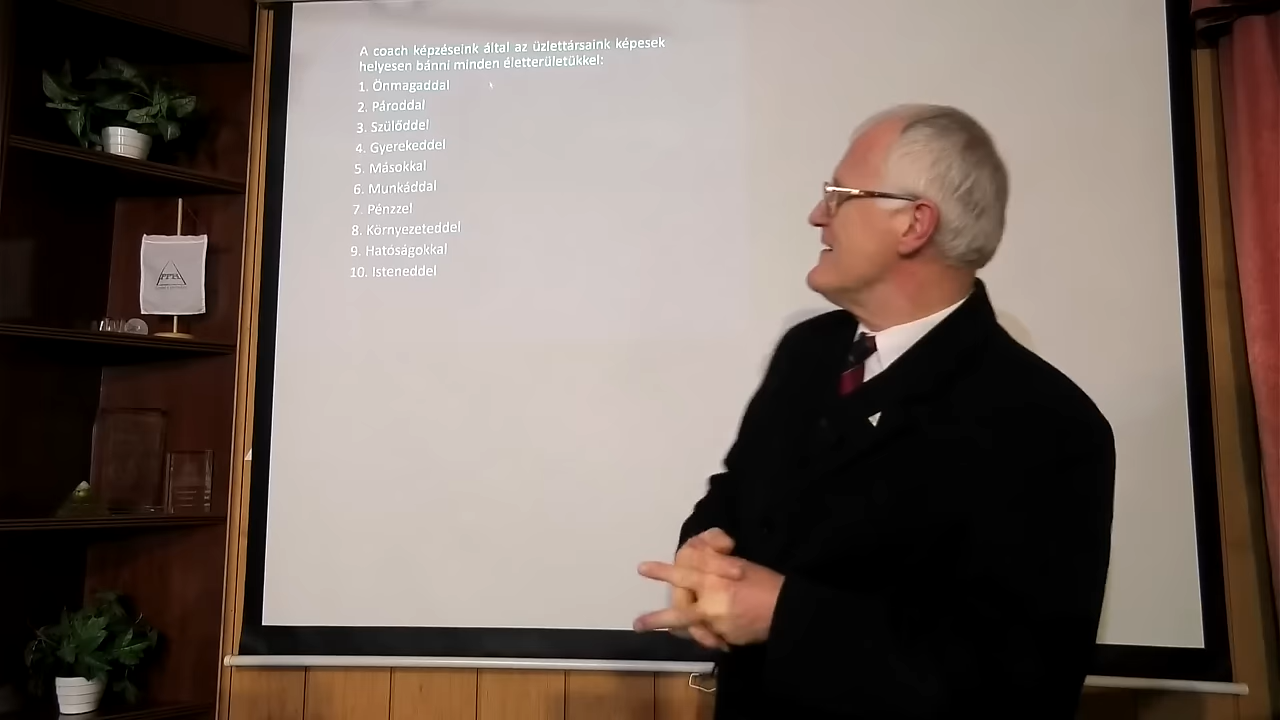 A coach képzéseink által az üzlettársaink képesek
helyesen bánni minden életterületükkel:
1. Önmagaddal
2. Pároddal
3. Szülőddel
4. Gyerekeddel
5. Másokkal
6. Munkáddal
7. Pénzzel
8. Környezeteddel
9. Hatóságokkal
10. Isteneddel